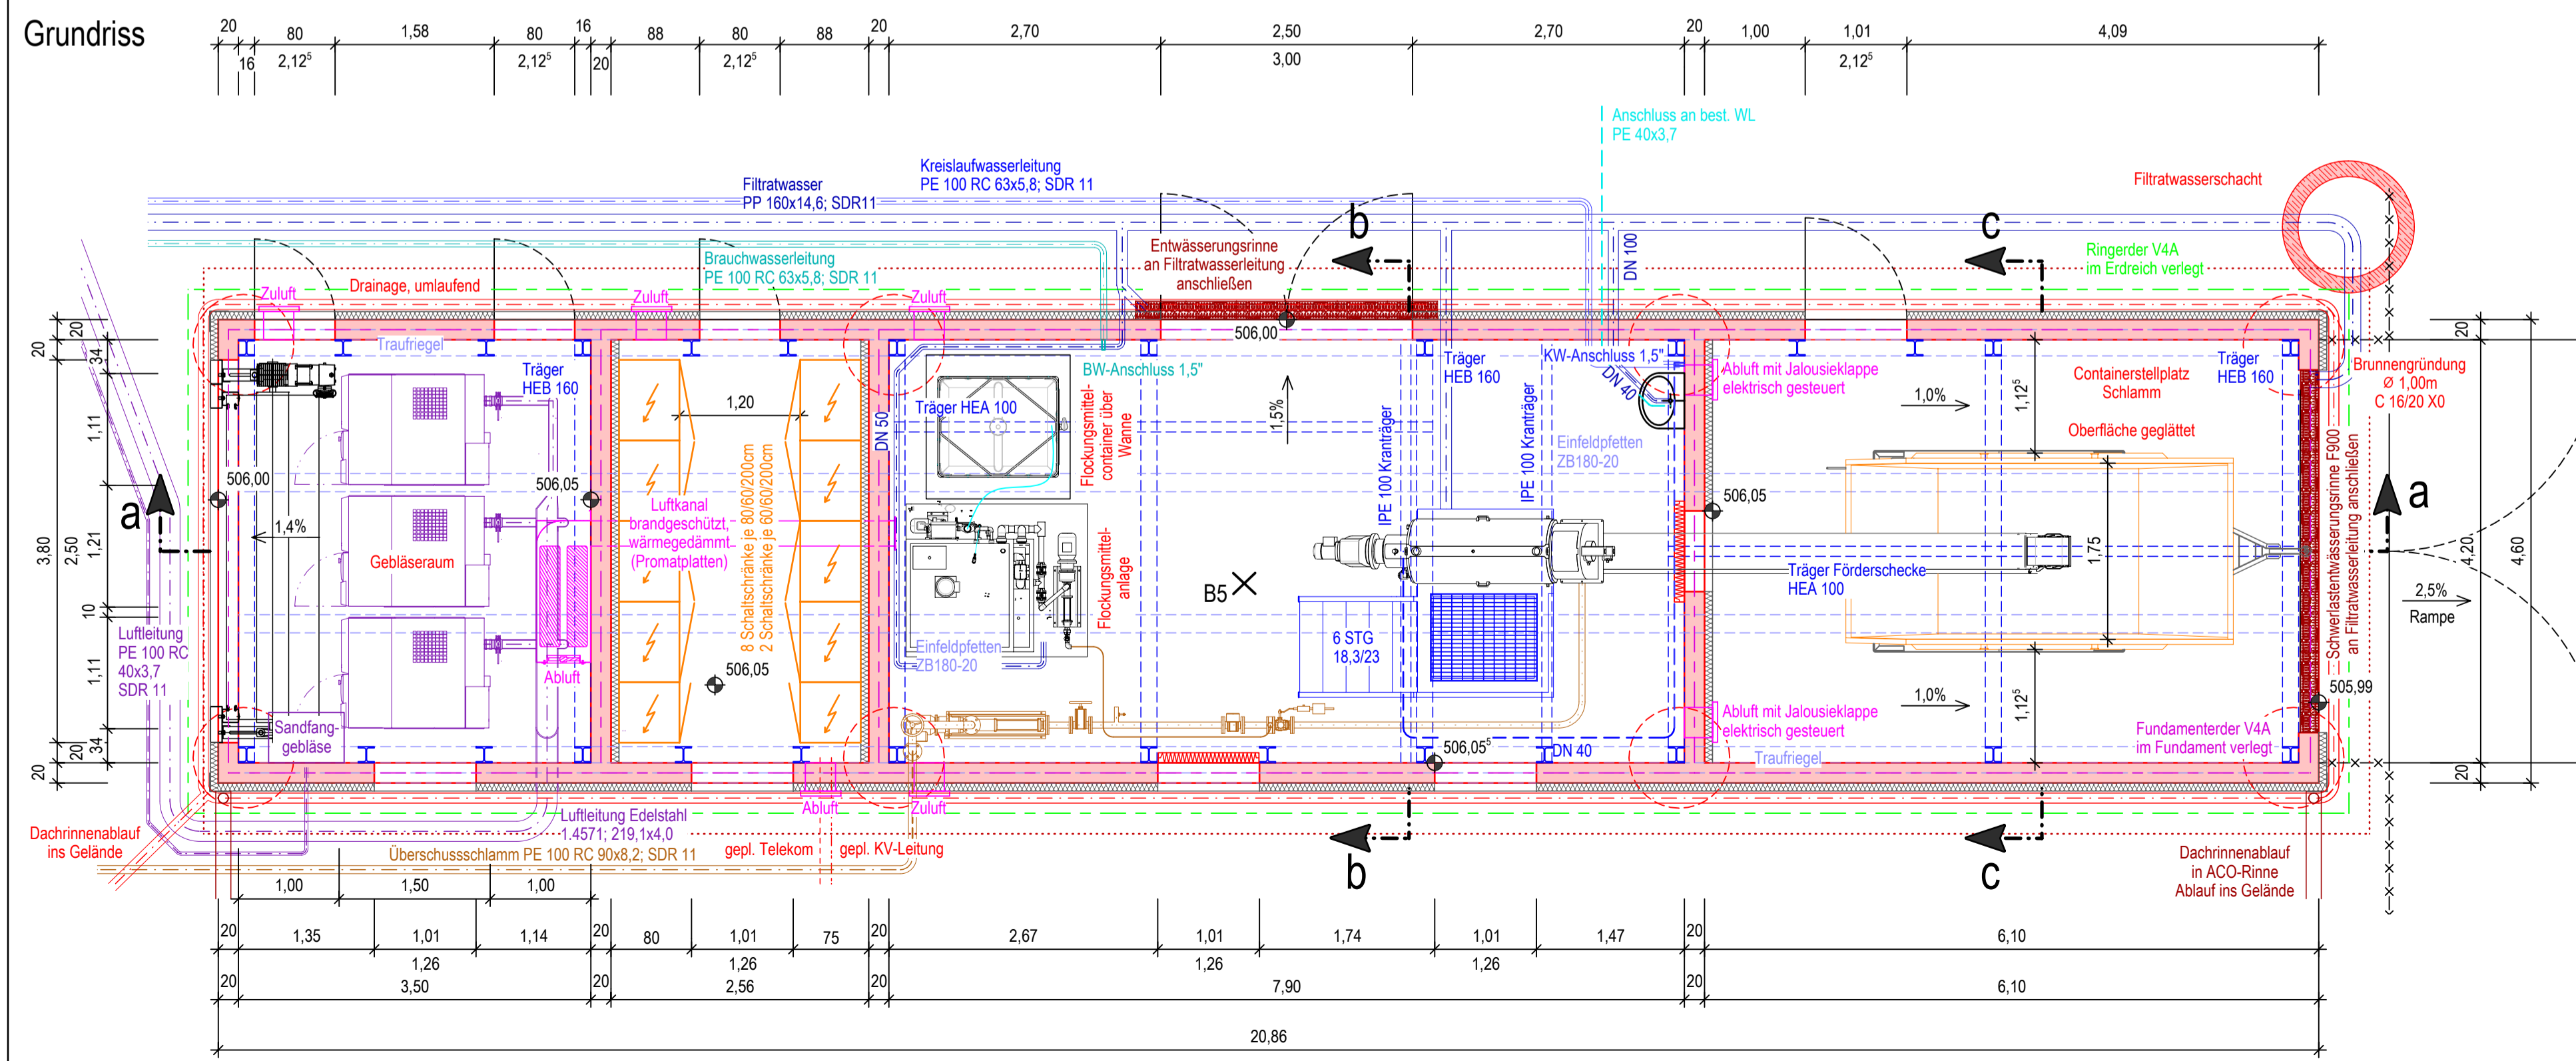 Grundriss
20 80 1,58 80 16 88 80 88 20 2,70 2,50 2,70 20 1,00 1,01 4,09
16 2,12⁵ 2,12⁵ 20 2,12⁵ 3,00 2,12⁵
Anschluss an best. WL
PE 40x3,7
Kreislaufwasserleitung
PE 100 RC 63x5,8; SDR 11
Filtratwasser
PP 160x14,6; SDR11
Filtratwasserschacht
b
c
Brauchwasserleitung
PE 100 RC 63x5,8; SDR 11
Entwässerungsrinne
an Filtratwasserleitung
anschließen
DN 100
Ringerder V4A
im Erdreich verlegt
Drainage, umlaufend
Zuluft
Zuluft
Zuluft
506,00
Traufriegel
Träger
HEB 160
BW-Anschluss 1,5"
Träger
HEB 160
KW-Anschluss 1,5"
DN 40
Abluft mit Jalousieklappe
elektrisch gesteuert
Containerstellplatz
Schlamm
Träger
HEB 160
Brunnengründung
Ø 1,00m
C 16/20 X0
1,0%
1,12⁵
Oberfläche geglättet
1,20
Träger HEA 100
DN 50
Flockungsmittel-
container über
Wanne
1,5%
IPE 100 Kranträger
IPE 100 Kranträger
Einfeldpfetten
ZB180-20
a
506,00
506,05
1,4%
Gebläseraum
Luftkanal
brandgeschützt,
wärmegedämmt
(Promatplatten)
8 Schaltschränke je 80/60/200cm
2 Schaltschränke je 60/60/200cm
506,05
Flockungsmittel-
anlage
B5
506,05
1,75
Träger Förderschecke
HEA 100
Schwerlastentwässerungsrinne F900
an Filtratwasserleitung anschließen
a
2,5%
Rampe
20
20
34
1,11
3,80
2,50
1,21
10
1,11
34
20
20
20
4,20
4,60
20
Luftleitung
PE 100 RC
40x3,7
SDR 11
Abluft
Sandfang-
gebläse
Einfeldpfetten
ZB180-20
6 STG
18,3/23
506,05⁵
DN 40
Abluft mit Jalousieklappe
elektrisch gesteuert
1,0%
1,12⁵
Traufriegel
505,99
Fundamenterder V4A
im Fundament verlegt
Abluft
Zuluft
Dachrinnenablauf
ins Gelände
Luftleitung Edelstahl
1.4571; 219,1x4,0
Überschussschlamm PE 100 RC 90x8,2; SDR 11
gepl. Telekom
gepl. KV-Leitung
b
c
Dachrinnenablauf
in ACO-Rinne
Ablauf ins Gelände
1,00 1,50 1,00
20 1,35 1,01 1,14 20 80 1,01 75 20 2,67 1,01 1,74 1,01 1,47 20 6,10
1,26 1,26 1,26 1,26
20 3,50 20 2,56 20 7,90 20 6,10
20,86